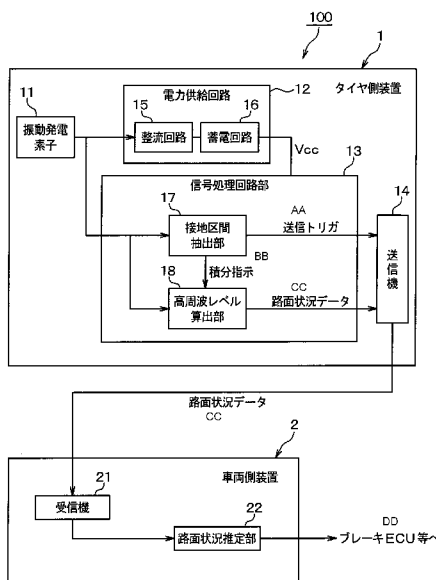 100
1
タイヤ側装置
11
振動発電
素子
電力供給回路
12
15
整流回路
16
蓄電回路
Vcc
13
信号処理回路部
17
接地区間
抽出部
AA
送信トリガ
14
送信機
BB
積分指示
18
高周波レベル
算出部
CC
路面状況データ
路面状況データ
CC
2
車両側装置
21
受信機
22
路面状況推定部
DD
ブレーキECU等へ